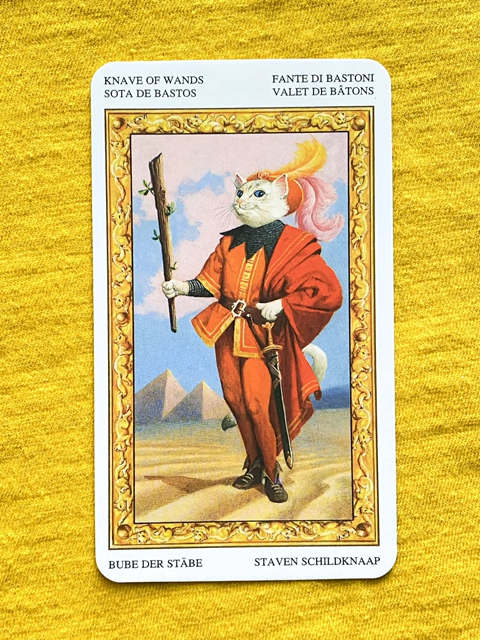 KNAVE OF WANDS
SOTA DE BASTOS
FANTE DI BASTONI
VALET DE BÂTONS
BUBE DER STÄBE
STAVEN SCHILDKNAAP